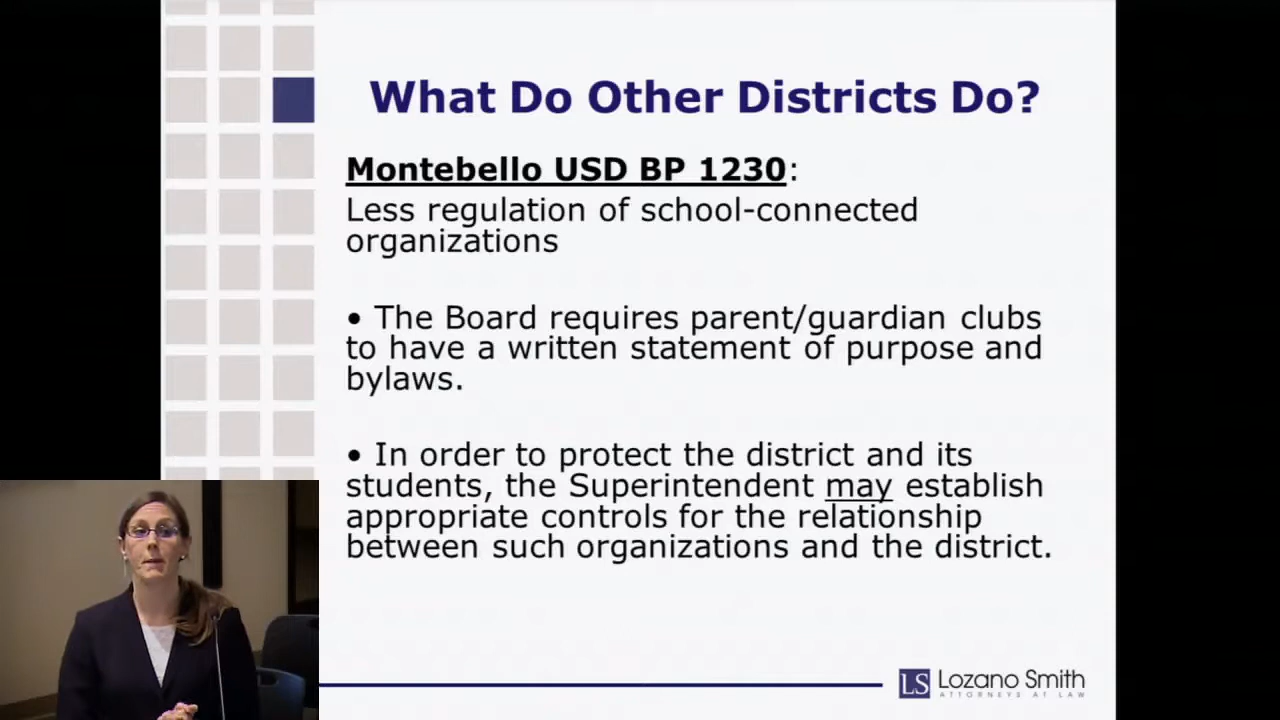 What Do Other Districts Do?
Montebello USD BP 1230:
Less regulation of school-connected
organizations
• The Board requires parent/guardian clubs
to have a written statement of purpose and
bylaws.
• In order to protect the district and its
students, the Superintendent may establish
appropriate controls for the relationship
between such organizations and the district.
LS Lozano Smith
ATTORNEYS AT LAW